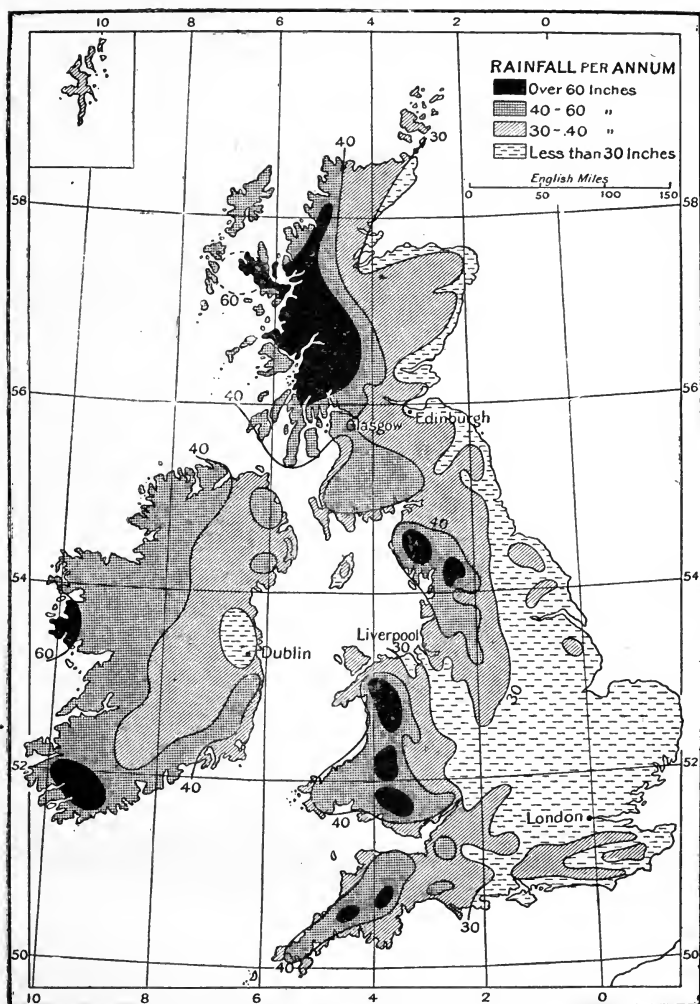 10 8 6 4 2 0
RAINFALL PER ANNUM
Over 60 Inches
40-60 "
30-.40 "
Less than 30 Inches
English Miles
0 50 100 150
30
40
58 58
60
56 56
40
Glasgow
Edinburgh
40
40
54 54
Liverpool
30
60
Dublin
30
52 52
40
40
London
30
50 50
40
10 8 6 4 2 0